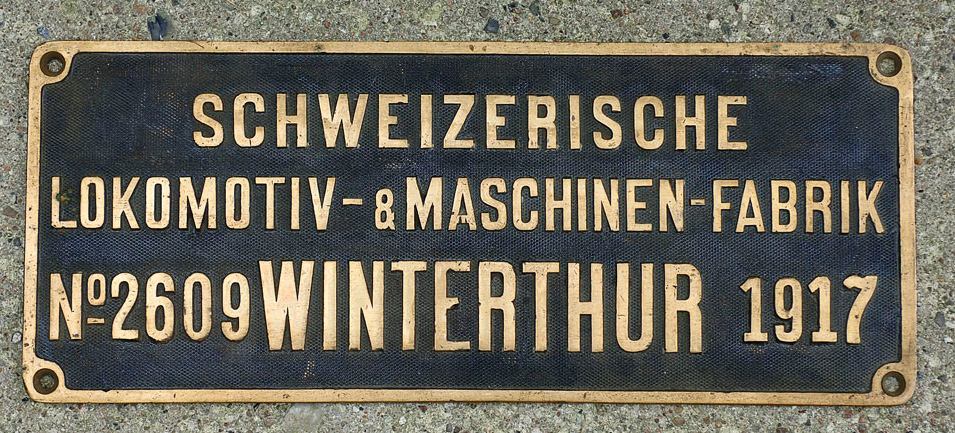 SCHWEIZERISCHE
LOKOMOTIV-&MASCHINEN-FABRIK
Nº2609 WINTERTHUR 1917